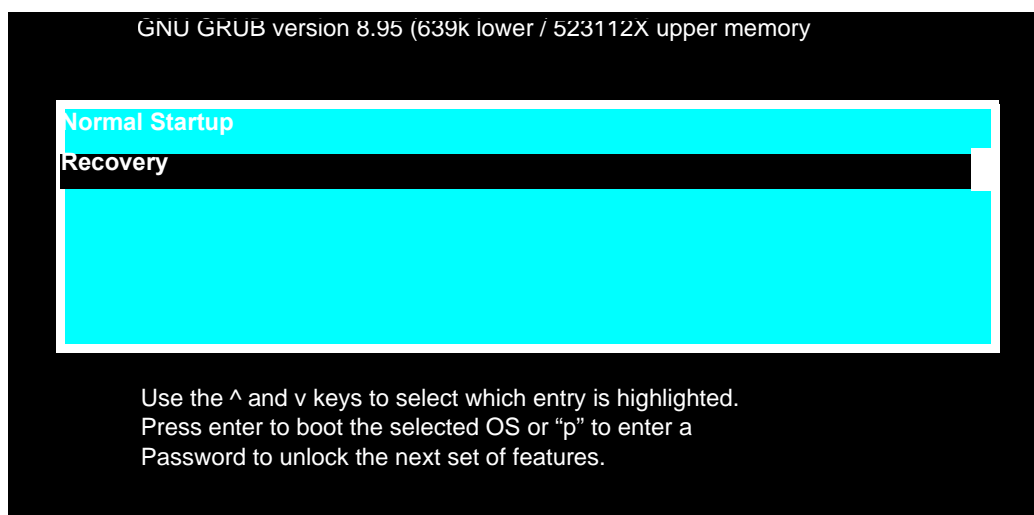 GNU GRUB version 8.95 (639k lower / 523112X upper memory
Normal Startup
Recovery
Use the ^ and v keys to select which entry is highlighted.
Press enter to boot the selected OS or “p” to enter a
Password to unlock the next set of features.